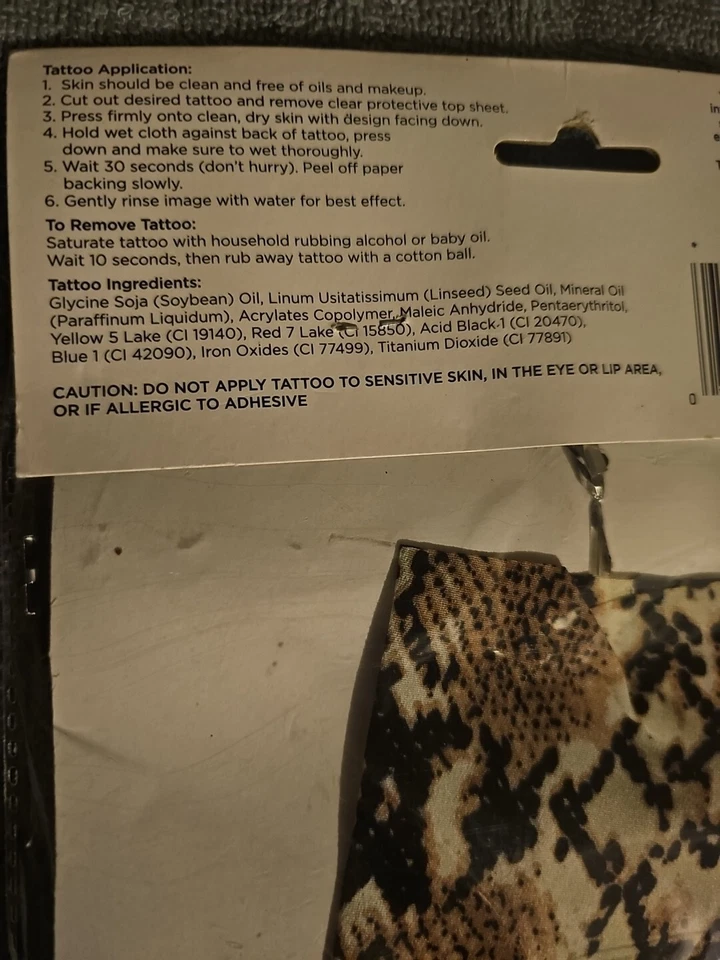 Tattoo Application:
1. Skin should be clean and free of oils and makeup.
2. Cut out desired tattoo and remove clear protective top sheet.
3. Press firmly onto clean, dry skin with design facing down.
4. Hold wet cloth against back of tattoo, press
down and make sure to wet thoroughly.
5. Wait 30 seconds (don't hurry). Peel off paper
backing slowly.
6. Gently rinse image with water for best effect.
To Remove Tattoo:
Saturate tattoo with household rubbing alcohol or baby oil.
Wait 10 seconds, then rub away tattoo with a cotton ball.
Tattoo Ingredients:
Glycine Soja (Soybean) Oil, Linum Usitatissimum (Linseed) Seed Oil, Mineral Oil
(Paraffinum Liquidum), Acrylates Copolymer, Maleic Anhydride, Pentaerythritol,
Yellow 5 Lake (CI 19140), Red 7 Lake (CI 15850), Acid Black 1 (CI 20470),
Blue 1 (CI 42090), Iron Oxides (CI 77499), Titanium Dioxide (CI 77891)
CAUTION: DO NOT APPLY TATTOO TO SENSITIVE SKIN, IN THE EYE OR LIP AREA,
OR IF ALLERGIC TO ADHESIVE
0